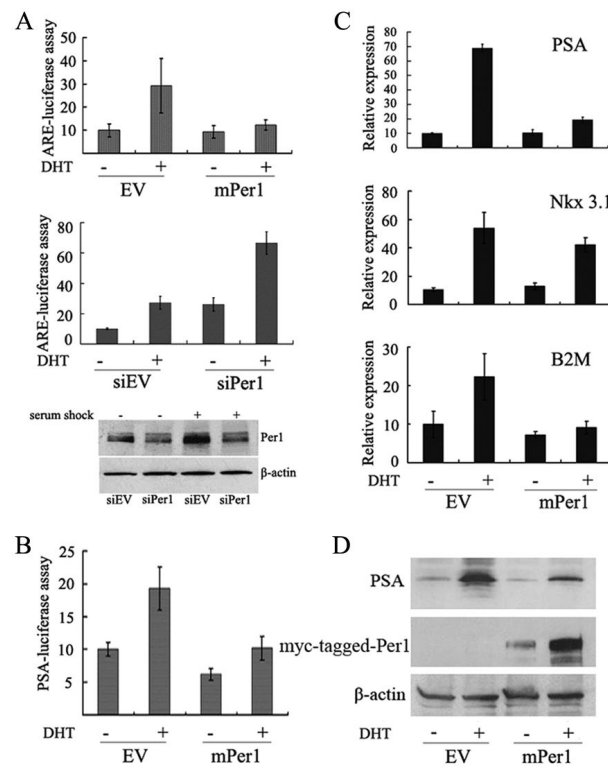 A
ARE-luciferase assay
50
40
30
20
10
DHT - + - +
EV mPer1
ARE-luciferase assay
80
60
40
20
0
DHT - + - +
siEV siPer1
serum shock - - + +
Per1
β-actin
siEV siPer1 siEV siPer1
B
PSA-luciferase assay
25
20
15
10
5
DHT - + - +
EV mPer1
C
Relative expression
80
70
60
50
40
30
20
10
0
PSA
Relative expression
80
60
40
20
0
Nkx 3.1
Relative expression
30
20
10
0
B2M
DHT - + - +
EV mPer1
D
PSA
myc-tagged-Per1
β-actin
DHT - + - +
EV mPer1